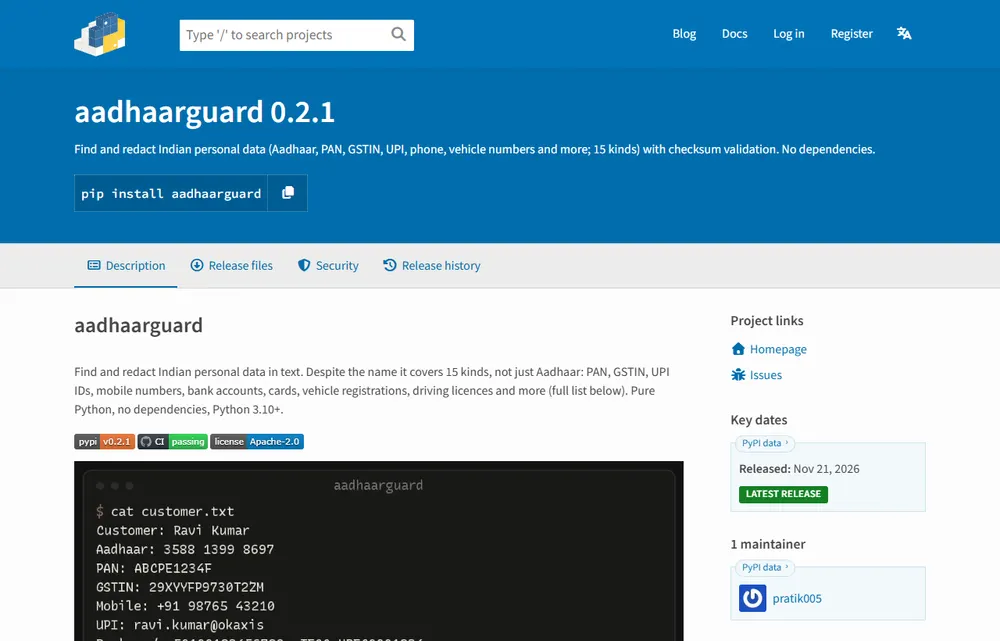 Type '/' to search projects
Blog
Docs
Log in
Register
aadhaarguard 0.2.1
Find and redact Indian personal data (Aadhaar, PAN, GSTIN, UPI, phone, vehicle numbers and more; 15 kinds) with checksum validation. No dependencies.
pip install aadhaarguard
Description
Release files
Security
Release history
aadhaarguard
Find and redact Indian personal data in text. Despite the name it covers 15 kinds, not just Aadhaar: PAN, GSTIN, UPI
IDs, mobile numbers, bank accounts, cards, vehicle registrations, driving licences and more (full list below). Pure
Python, no dependencies, Python 3.10+.
pypi v0.2.1 CI passing license Apache-2.0
aadhaarguard
$ cat customer.txt
Customer: Ravi Kumar
Aadhaar: 3588 1399 8697
PAN: ABCPE1234F
GSTIN: 29XYYFP9730T2ZM
Mobile: +91 98765 43210
UPI: ravi.kumar@okaxis
Project links
Homepage
Issues
Key dates
PyPI data
Released: Nov 21, 2026
LATEST RELEASE
1 maintainer
PyPI data
pratik005